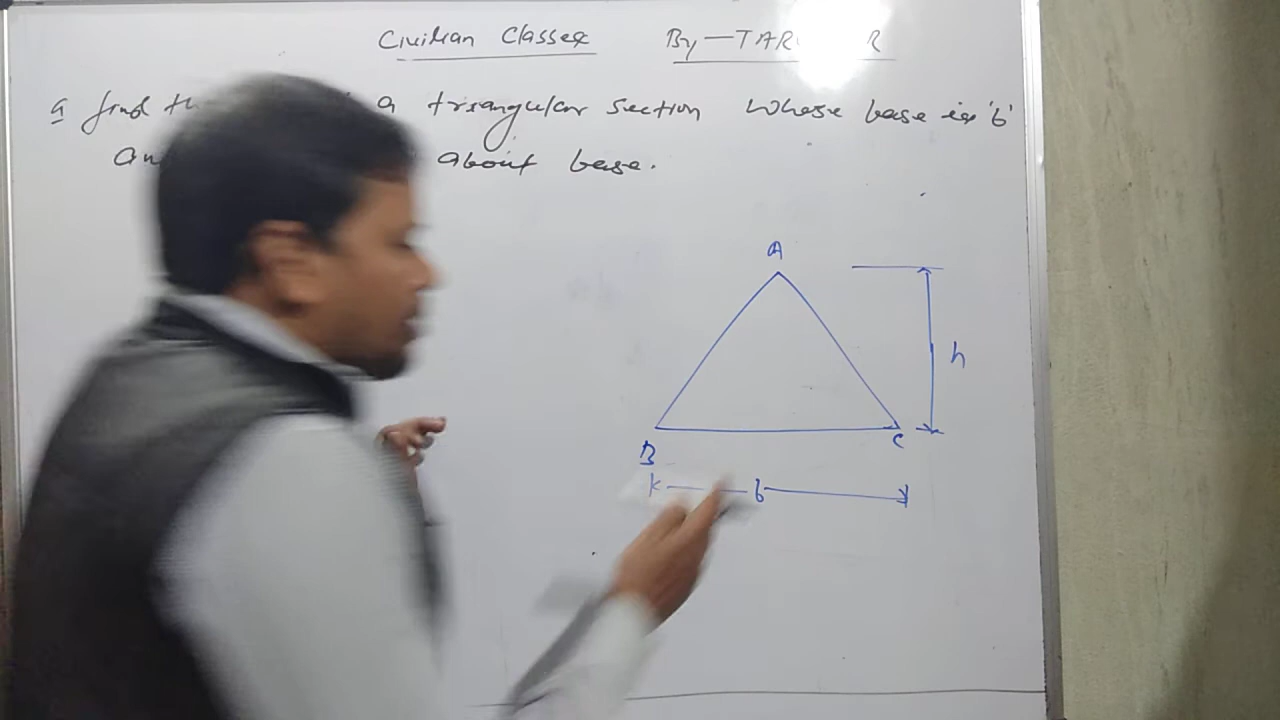 Civilian Classes By — TAR R
Q find th a triangular section whose base is 'b'
an about base.
A
h
B C
b